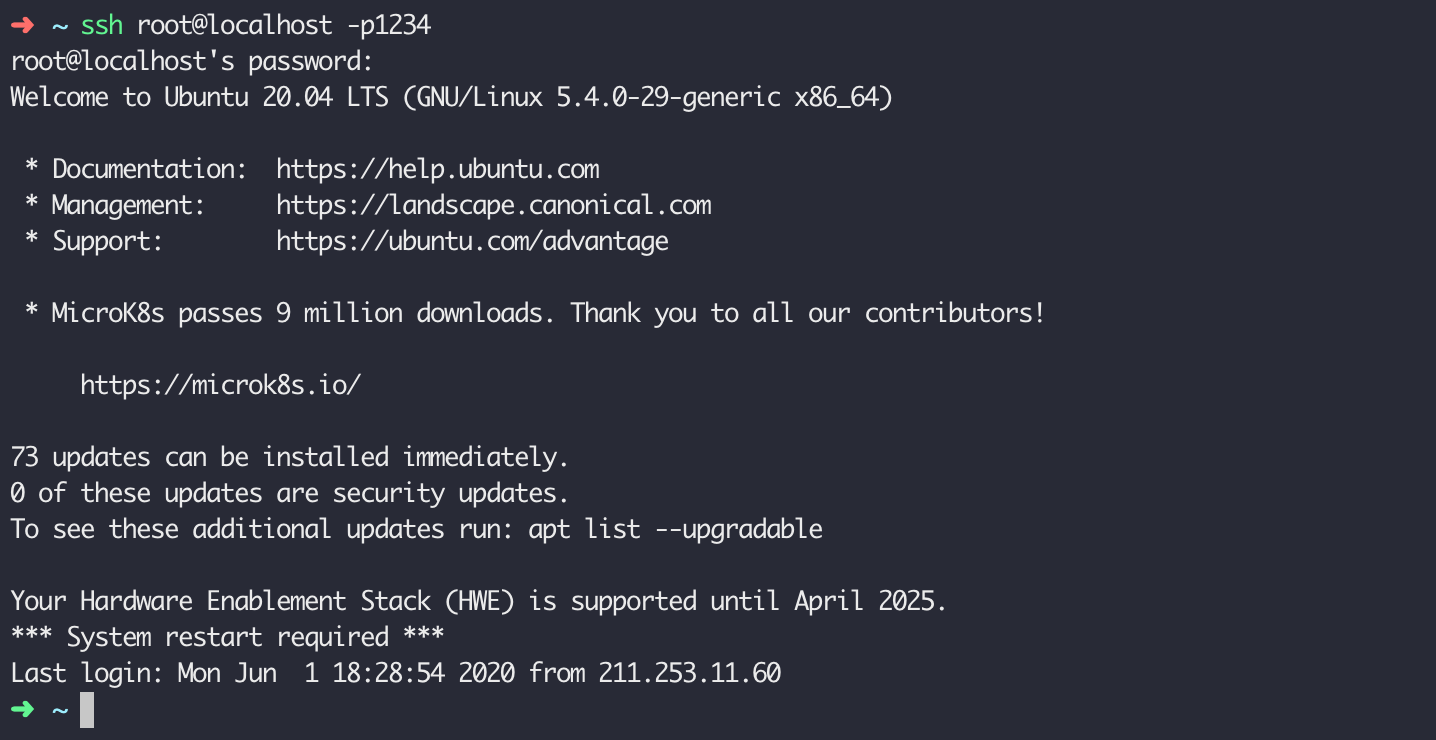 ➜ ~ ssh root@localhost -p1234
root@localhost's password:
Welcome to Ubuntu 20.04 LTS (GNU/Linux 5.4.0-29-generic x86_64)
* Documentation:  https://help.ubuntu.com
* Management:     https://landscape.canonical.com
* Support:        https://ubuntu.com/advantage
* MicroK8s passes 9 million downloads. Thank you to all our contributors!
https://microk8s.io/
73 updates can be installed immediately.
0 of these updates are security updates.
To see these additional updates run: apt list --upgradable
Your Hardware Enablement Stack (HWE) is supported until April 2025.
*** System restart required ***
Last login: Mon Jun  1 18:28:54 2020 from 211.253.11.60
➜ ~